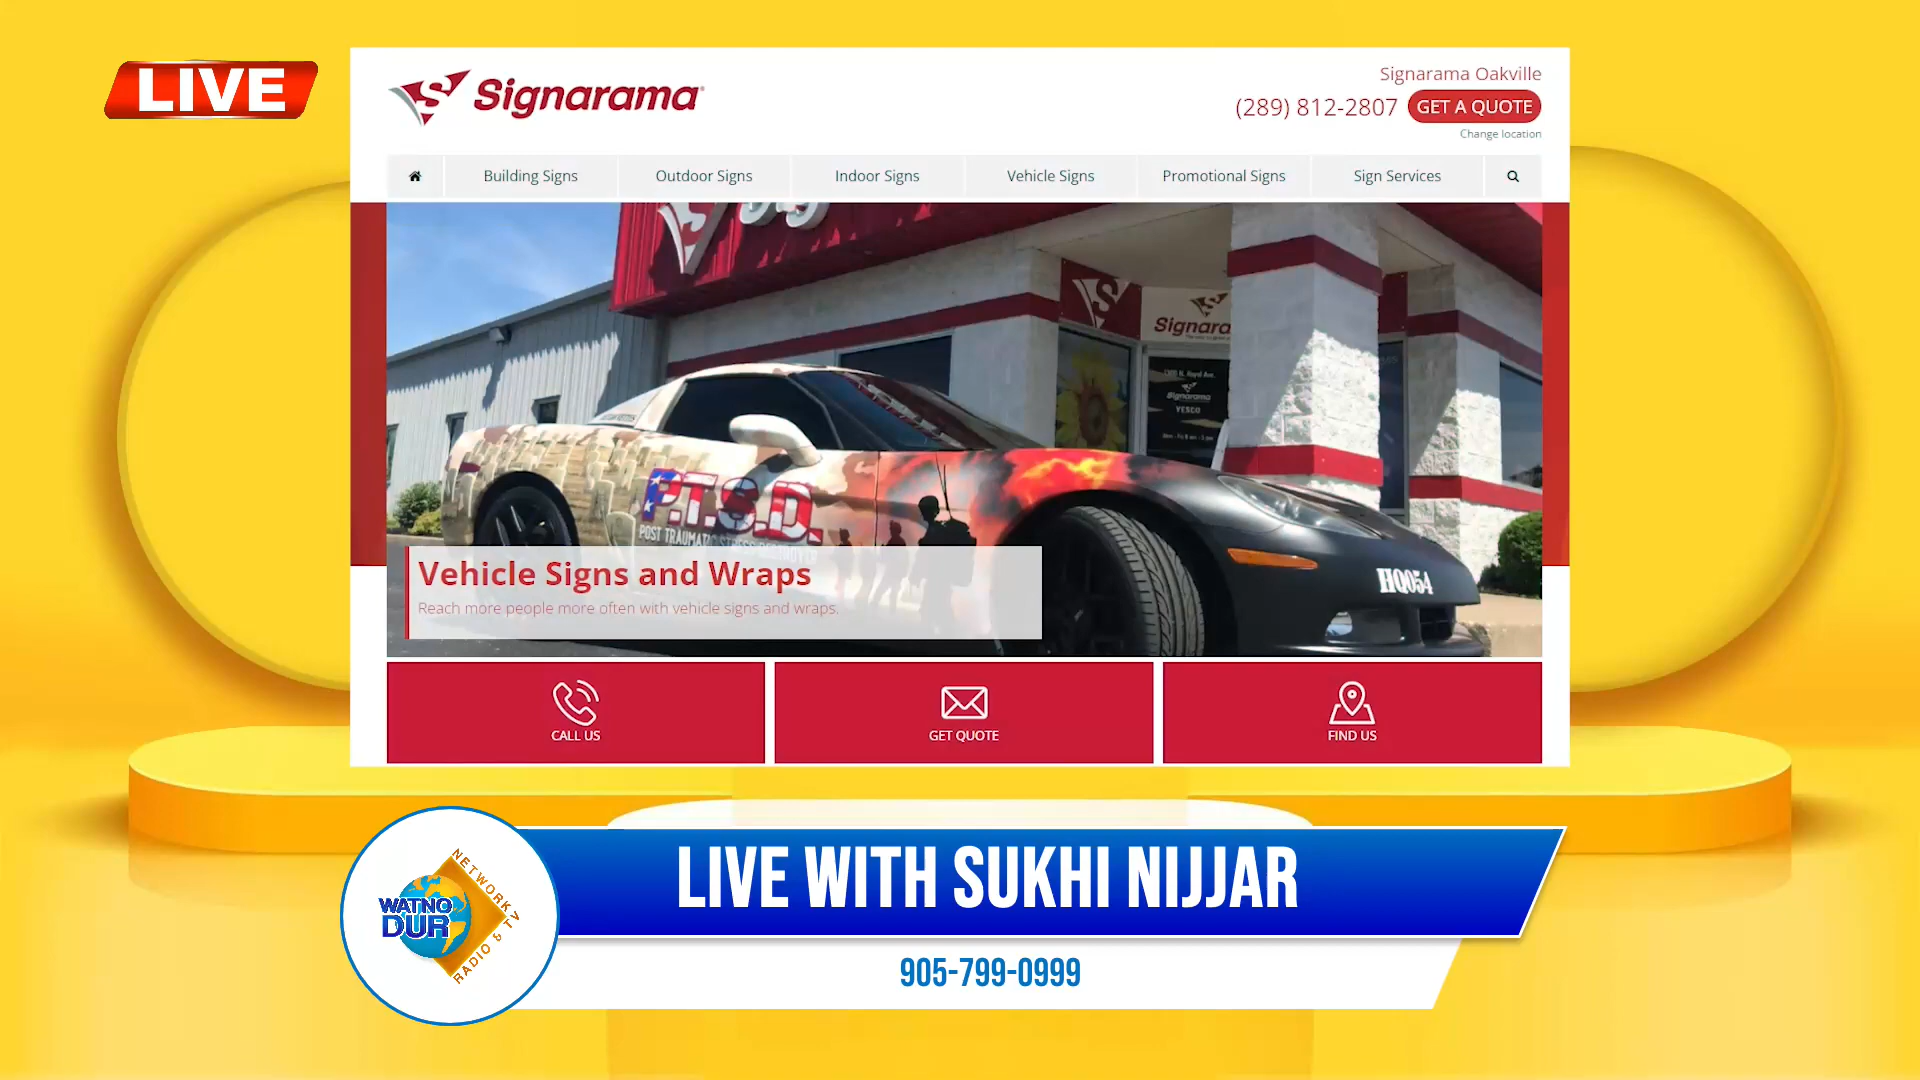 LIVE
Signarama
Signarama Oakville
(289) 812-2807
GET A QUOTE
Change location
Building Signs
Outdoor Signs
Indoor Signs
Vehicle Signs
Promotional Signs
Sign Services
Signara
Signarama
YESCO
P.T.S.D.
POST TRAUMATIC STRESS
HQ054
Vehicle Signs and Wraps
Reach more people more often with vehicle signs and wraps.
CALL US
GET QUOTE
FIND US
LIVE WITH SUKHI NIJJAR
WATNO
DUR
NETWORK
RADIO & TV
905-799-0999